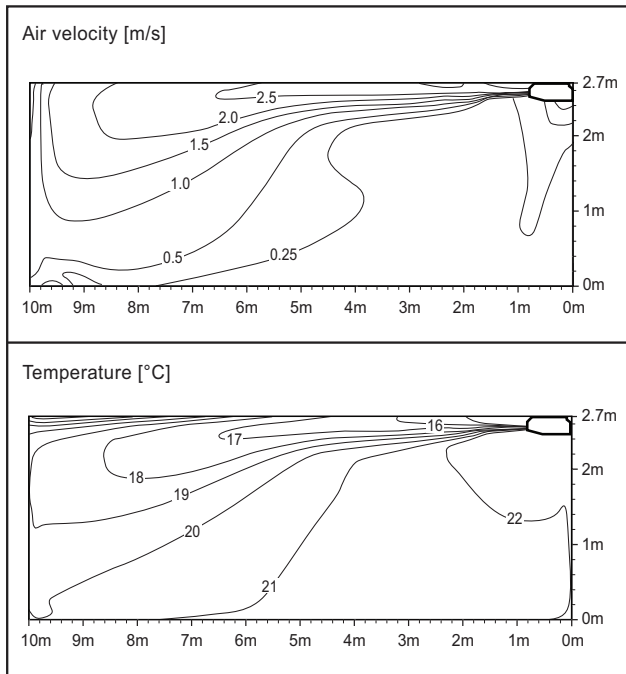 Air velocity [m/s]
2.7m
2.5
2.0
2m
1.5
1.0
1m
0.5
0.25
0m
10m 9m 8m 7m 6m 5m 4m 3m 2m 1m 0m
Temperature [°C]
2.7m
16
17
18
2m
19
22
20
1m
21
0m
10m 9m 8m 7m 6m 5m 4m 3m 2m 1m 0m